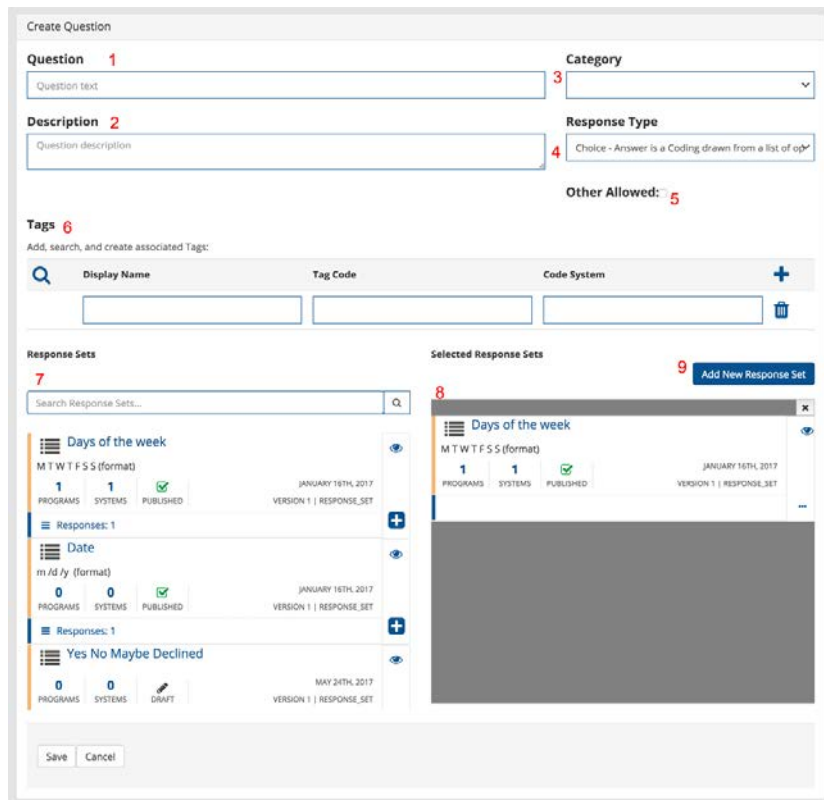 Create Question
Question 1
Category
Question text
3
Description 2
Response Type
Question description
4 Choice - Answer is a Coding drawn from a list of op
Other Allowed: 5
Tags 6
Add, search, and create associated Tags:
Display Name Tag Code Code System
Response Sets
Selected Response Sets
7
9 Add New Response Set
8
Search Response Sets...
Days of the week
M T W T F S S (format)
1 1
PROGRAMS SYSTEMS PUBLISHED
JANUARY 16TH, 2017
VERSION 1 | RESPONSE_SET
Responses: 1
Date
m /d /y (format)
0 0
PROGRAMS SYSTEMS PUBLISHED
JANUARY 16TH, 2017
VERSION 1 | RESPONSE_SET
Responses: 1
Yes No Maybe Declined
0 0
PROGRAMS SYSTEMS DRAFT
MAY 24TH, 2017
VERSION 1 | RESPONSE_SET
Days of the week
M T W T F S S (format)
1 1
PROGRAMS SYSTEMS PUBLISHED
JANUARY 16TH, 2017
VERSION 1 | RESPONSE_SET
...
Save Cancel